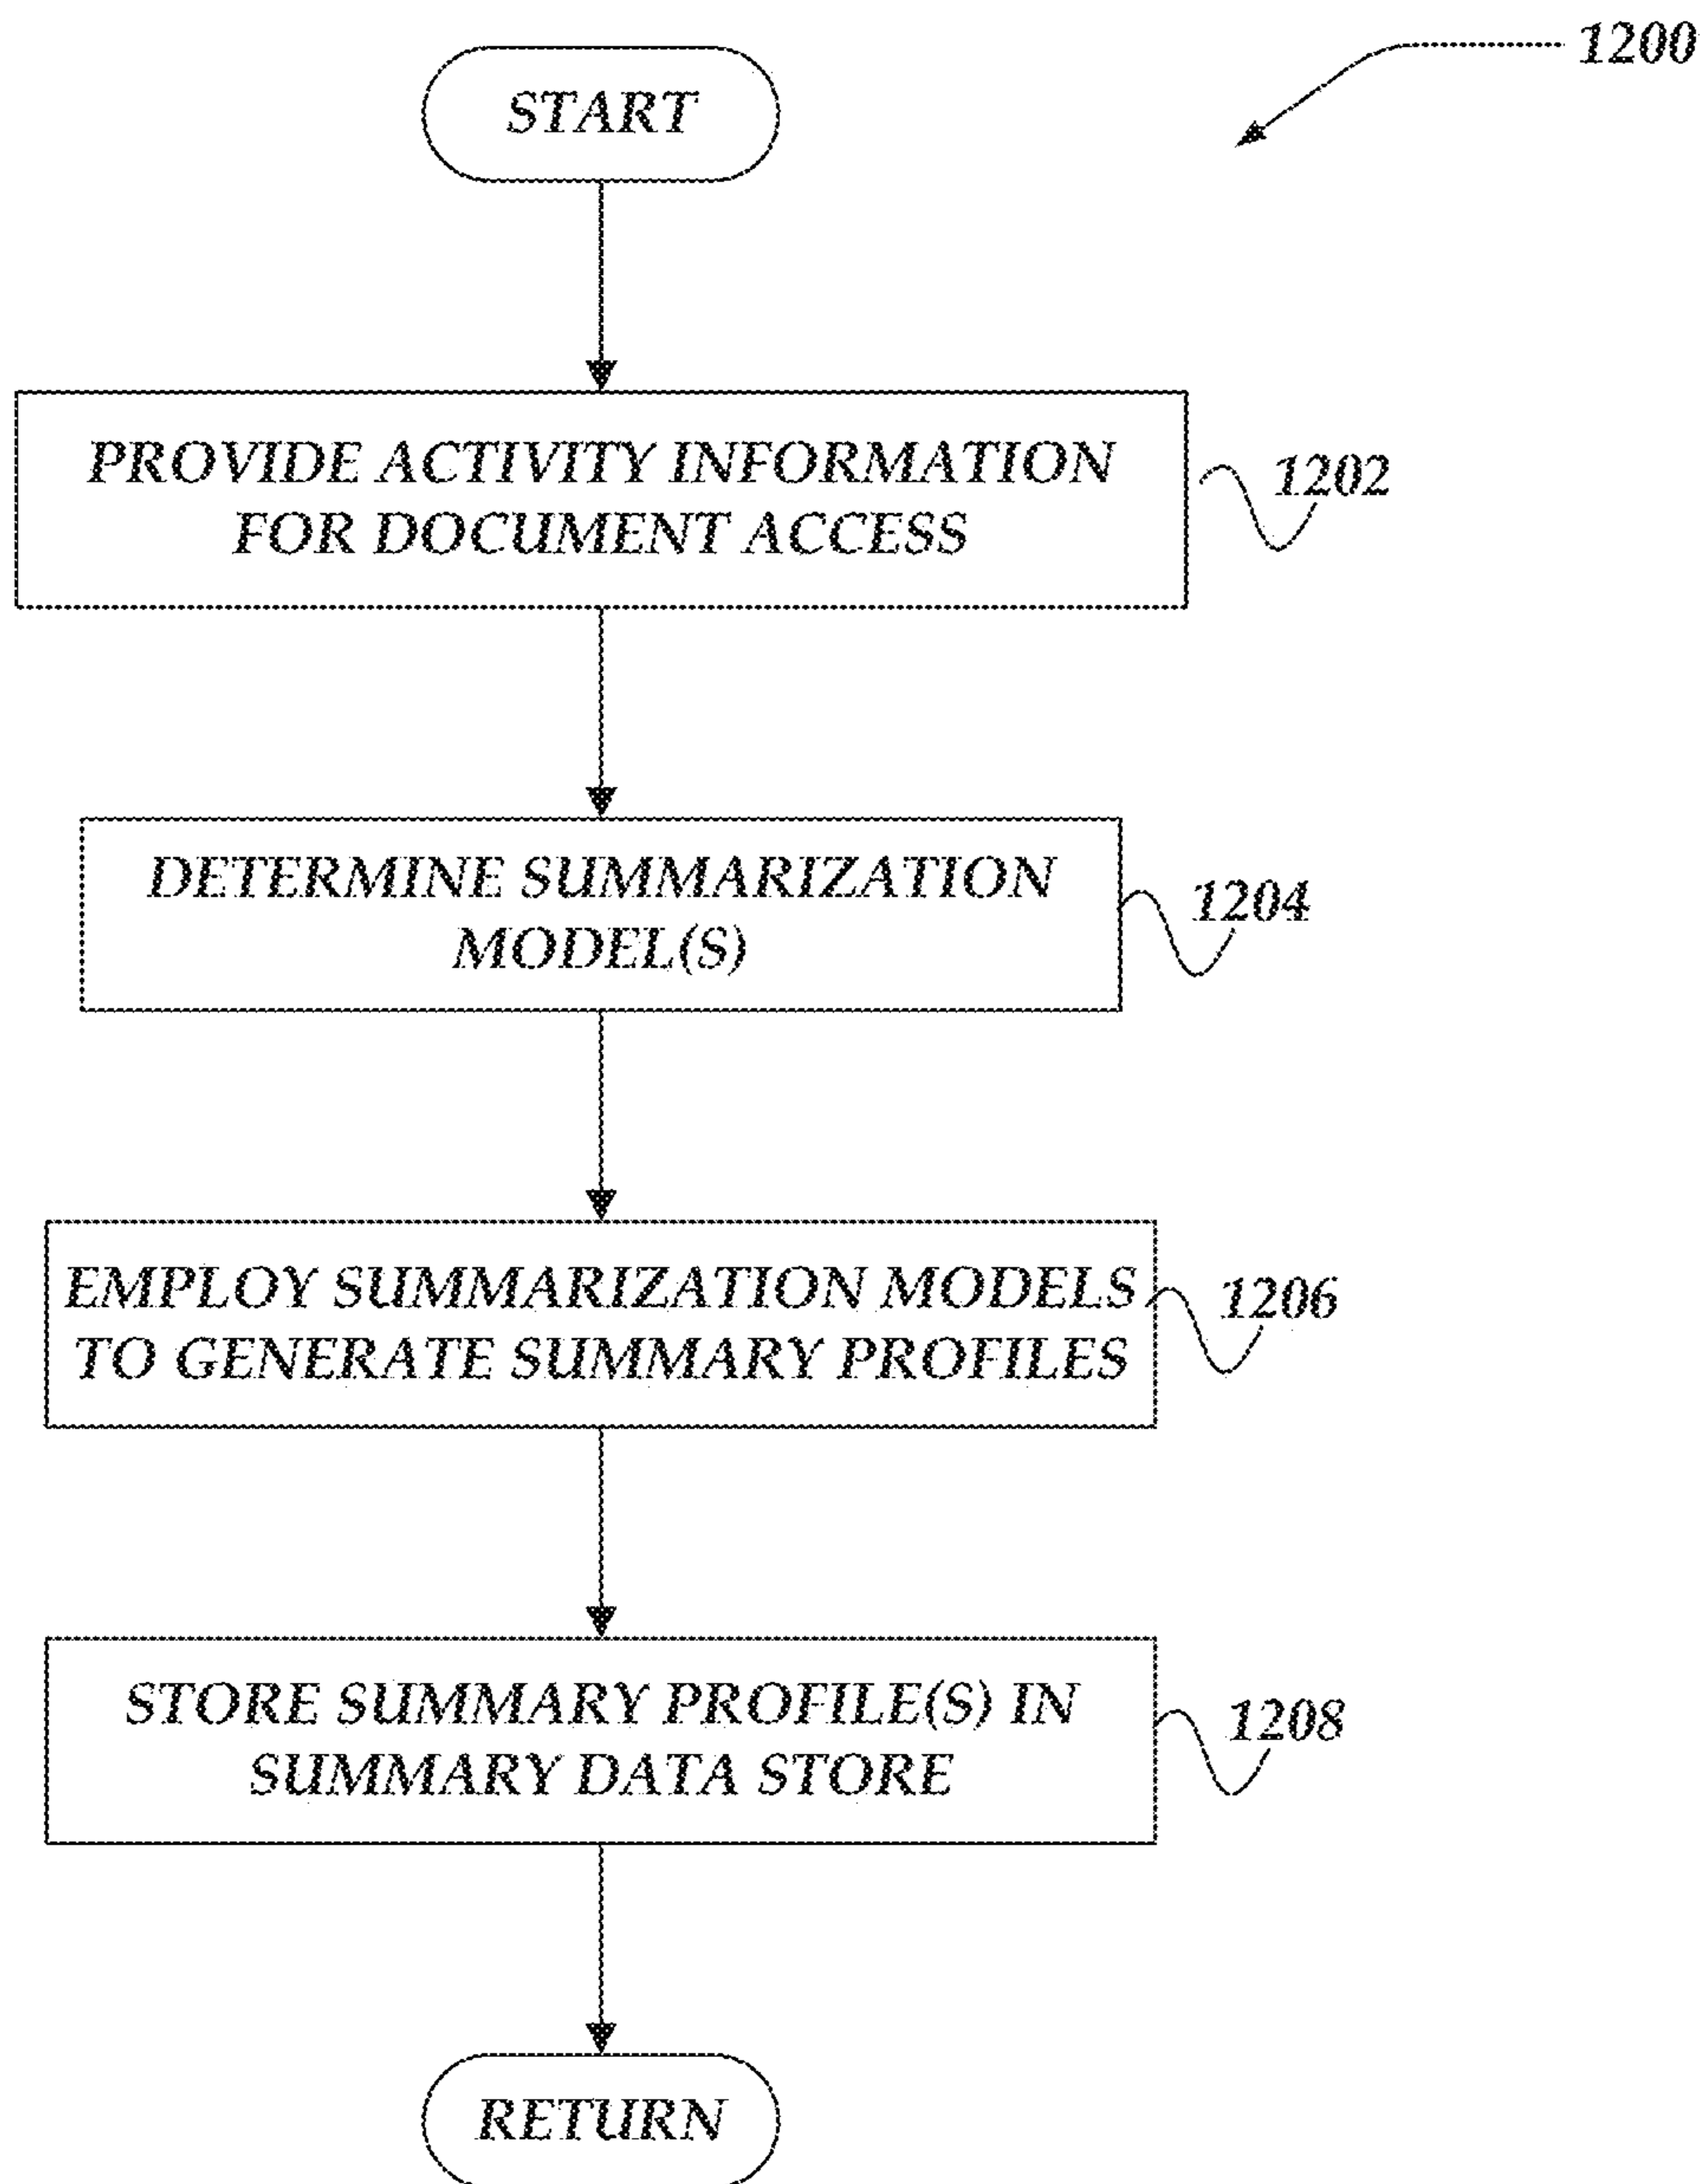 1200
START
PROVIDE ACTIVITY INFORMATION
FOR DOCUMENT ACCESS
1202
DETERMINE SUMMARIZATION
MODEL(S)
1204
EMPLOY SUMMARIZATION MODELS
TO GENERATE SUMMARY PROFILES
1206
STORE SUMMARY PROFILE(S) IN
SUMMARY DATA STORE
1208
RETURN